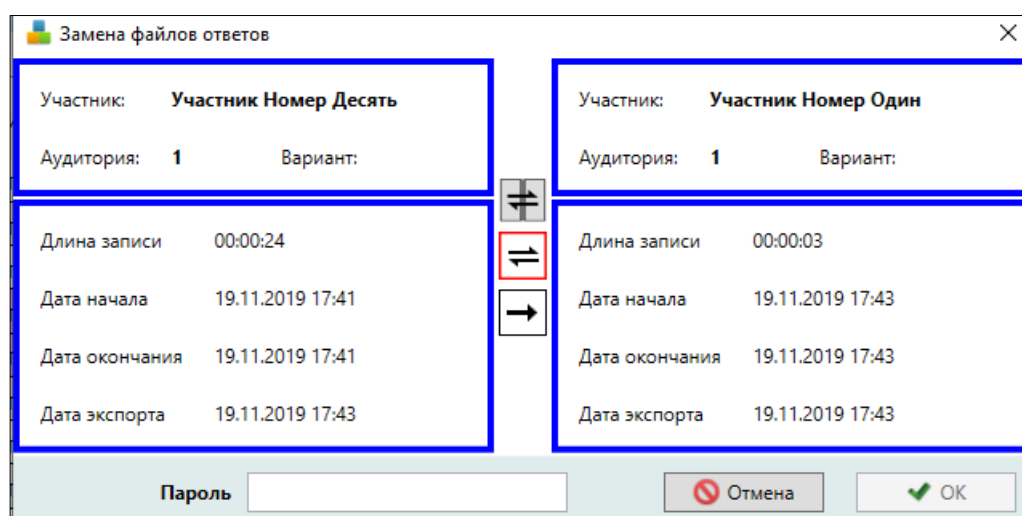 Замена файлов ответов
Участник: Участник Номер Десять
Аудитория: 1 Вариант:
Длина записи 00:00:24
Дата начала 19.11.2019 17:41
Дата окончания 19.11.2019 17:41
Дата экспорта 19.11.2019 17:43
Участник: Участник Номер Один
Аудитория: 1 Вариант:
Длина записи 00:00:03
Дата начала 19.11.2019 17:43
Дата окончания 19.11.2019 17:43
Дата экспорта 19.11.2019 17:43
Пароль Отмена OK